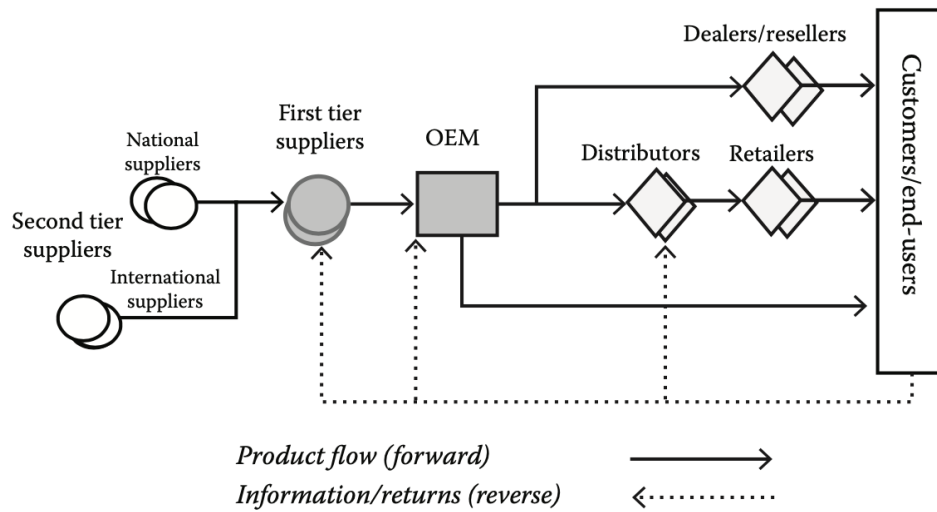 Dealers/resellers
First tier
suppliers
OEM
National
suppliers
Distributors
Retailers
Second tier
suppliers
International
suppliers
Customers/end-users
Product flow (forward)
Information/returns (reverse)